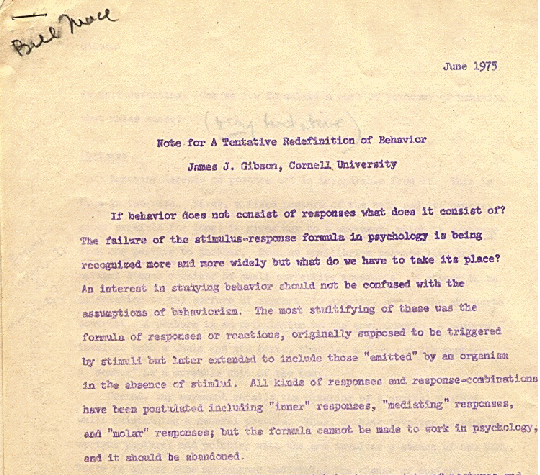 Bill Mace
June 1975
Note for A Tentative Redefinition of Behavior
James J. Gibson, Cornell University
If behavior does not consist of responses what does it consist of?
The failure of the stimulus-response formula in psychology is being
recognized more and more widely but what do we have to take its place?
An interest in studying behavior should not be confused with the
assumptions of behaviorism. The most stultifying of these was the
formula of responses or reactions, originally supposed to be triggered
by stimuli but later extended to include those "emitted" by an organism
in the absence of stimlui. All kinds of responses and response-combinations
have been postulated including "inner" responses, "mediating" responses,
and "molar" responses; but the formula cannot be made to work in psychology,
and it should be abandoned.